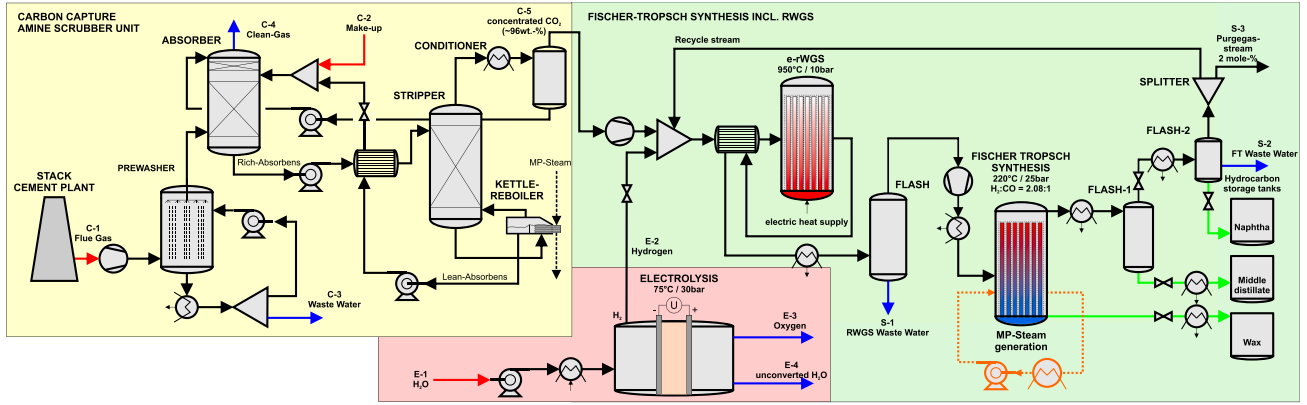 CARBON CAPTURE
AMINE SCRUBBER UNIT
C-4
Clean-Gas
C-2
Make-up
C-5
concentrated CO₂
(~96wt.-%)
ABSORBER
CONDITIONER
STRIPPER
PREWASHER
Rich-Absorbens
MP-Steam
STACK
CEMENT PLANT
C-1
Flue Gas
KETTLE-
REBOILER
Lean-Absorbens
C-3
Waste Water
FISCHER-TROPSCH SYNTHESIS INCL. RWGS
Recycle stream
e-rWGS
950°C / 10bar
electric heat supply
E-2
Hydrogen
FLASH
S-1
RWGS Waste Water
FISCHER TROPSCH
SYNTHESIS
220°C / 25bar
H₂:CO = 2.08:1
MP-Steam
generation
FLASH-1
FLASH-2
SPLITTER
S-3
Purgegas-
stream
2 mole-%
S-2
FT Waste Water
Hydrocarbon
storage tanks
Naphtha
Middle
distillate
Wax
ELECTROLYSIS
75°C / 30bar
H₂
- U +
E-3
Oxygen
E-4
unconverted H₂O
E-1
H₂O